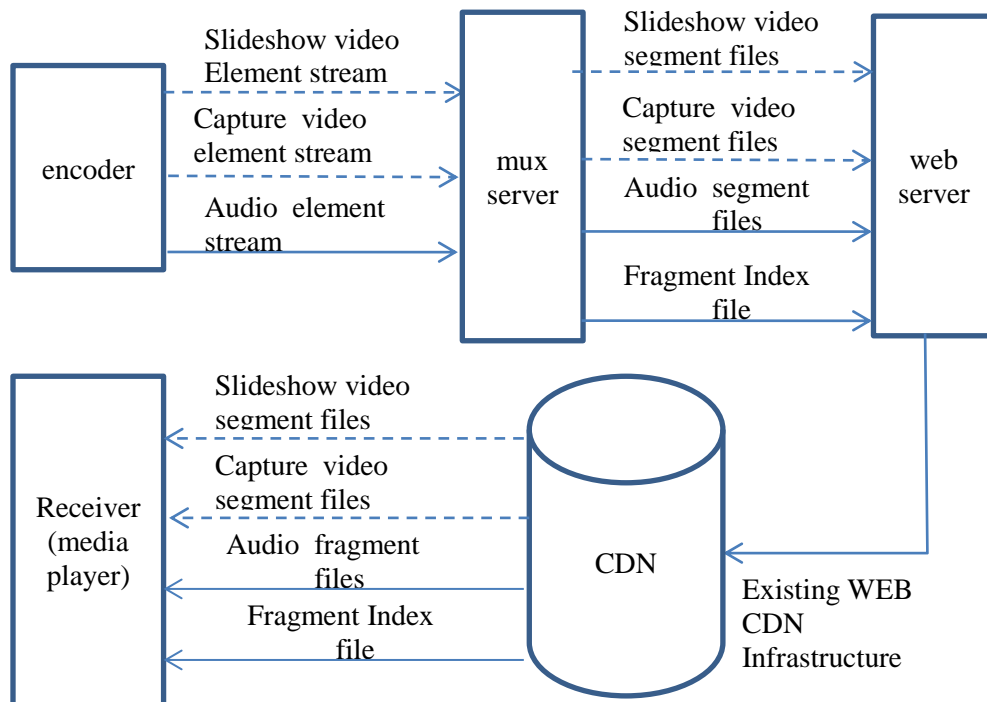 Slideshow video
Element stream
Capture video
element stream
Audio element
stream
encoder
mux
server
Slideshow video
segment files
Capture video
segment files
Audio segment
files
Fragment Index
file
web
server
Slideshow video
segment files
Capture video
segment files
Audio fragment
files
Fragment Index
file
Receiver
(media
player)
CDN
Existing WEB
CDN
Infrastructure